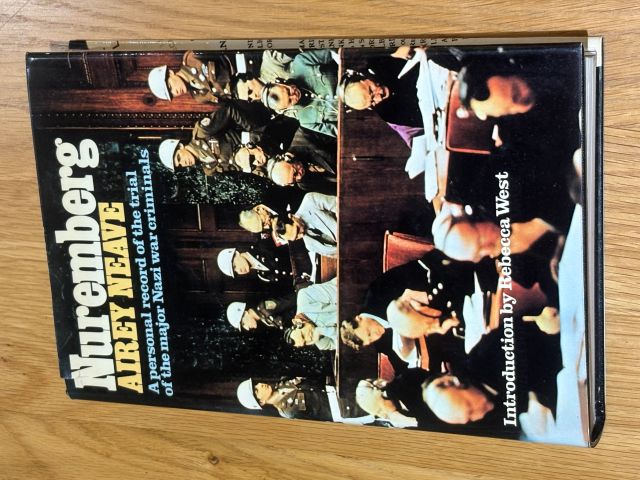 Nuremberg
AIREY NEAVE
A personal record of the trial
of the major Nazi war criminals
Introduction by Rebecca West